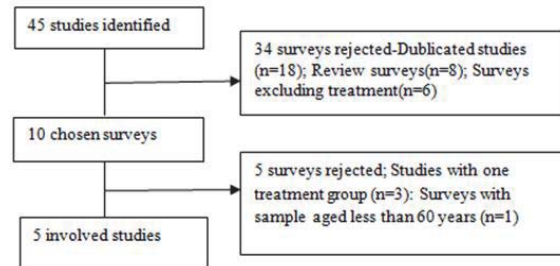 45 studies identified
34 surveys rejected-Dublicated studies
(n=18); Review surveys(n=8); Surveys
excluding treatment(n=6)
10 chosen surveys
5 surveys rejected; Studies with one
treatment group (n=3): Surveys with
sample aged less than 60 years (n=1)
5 involved studies